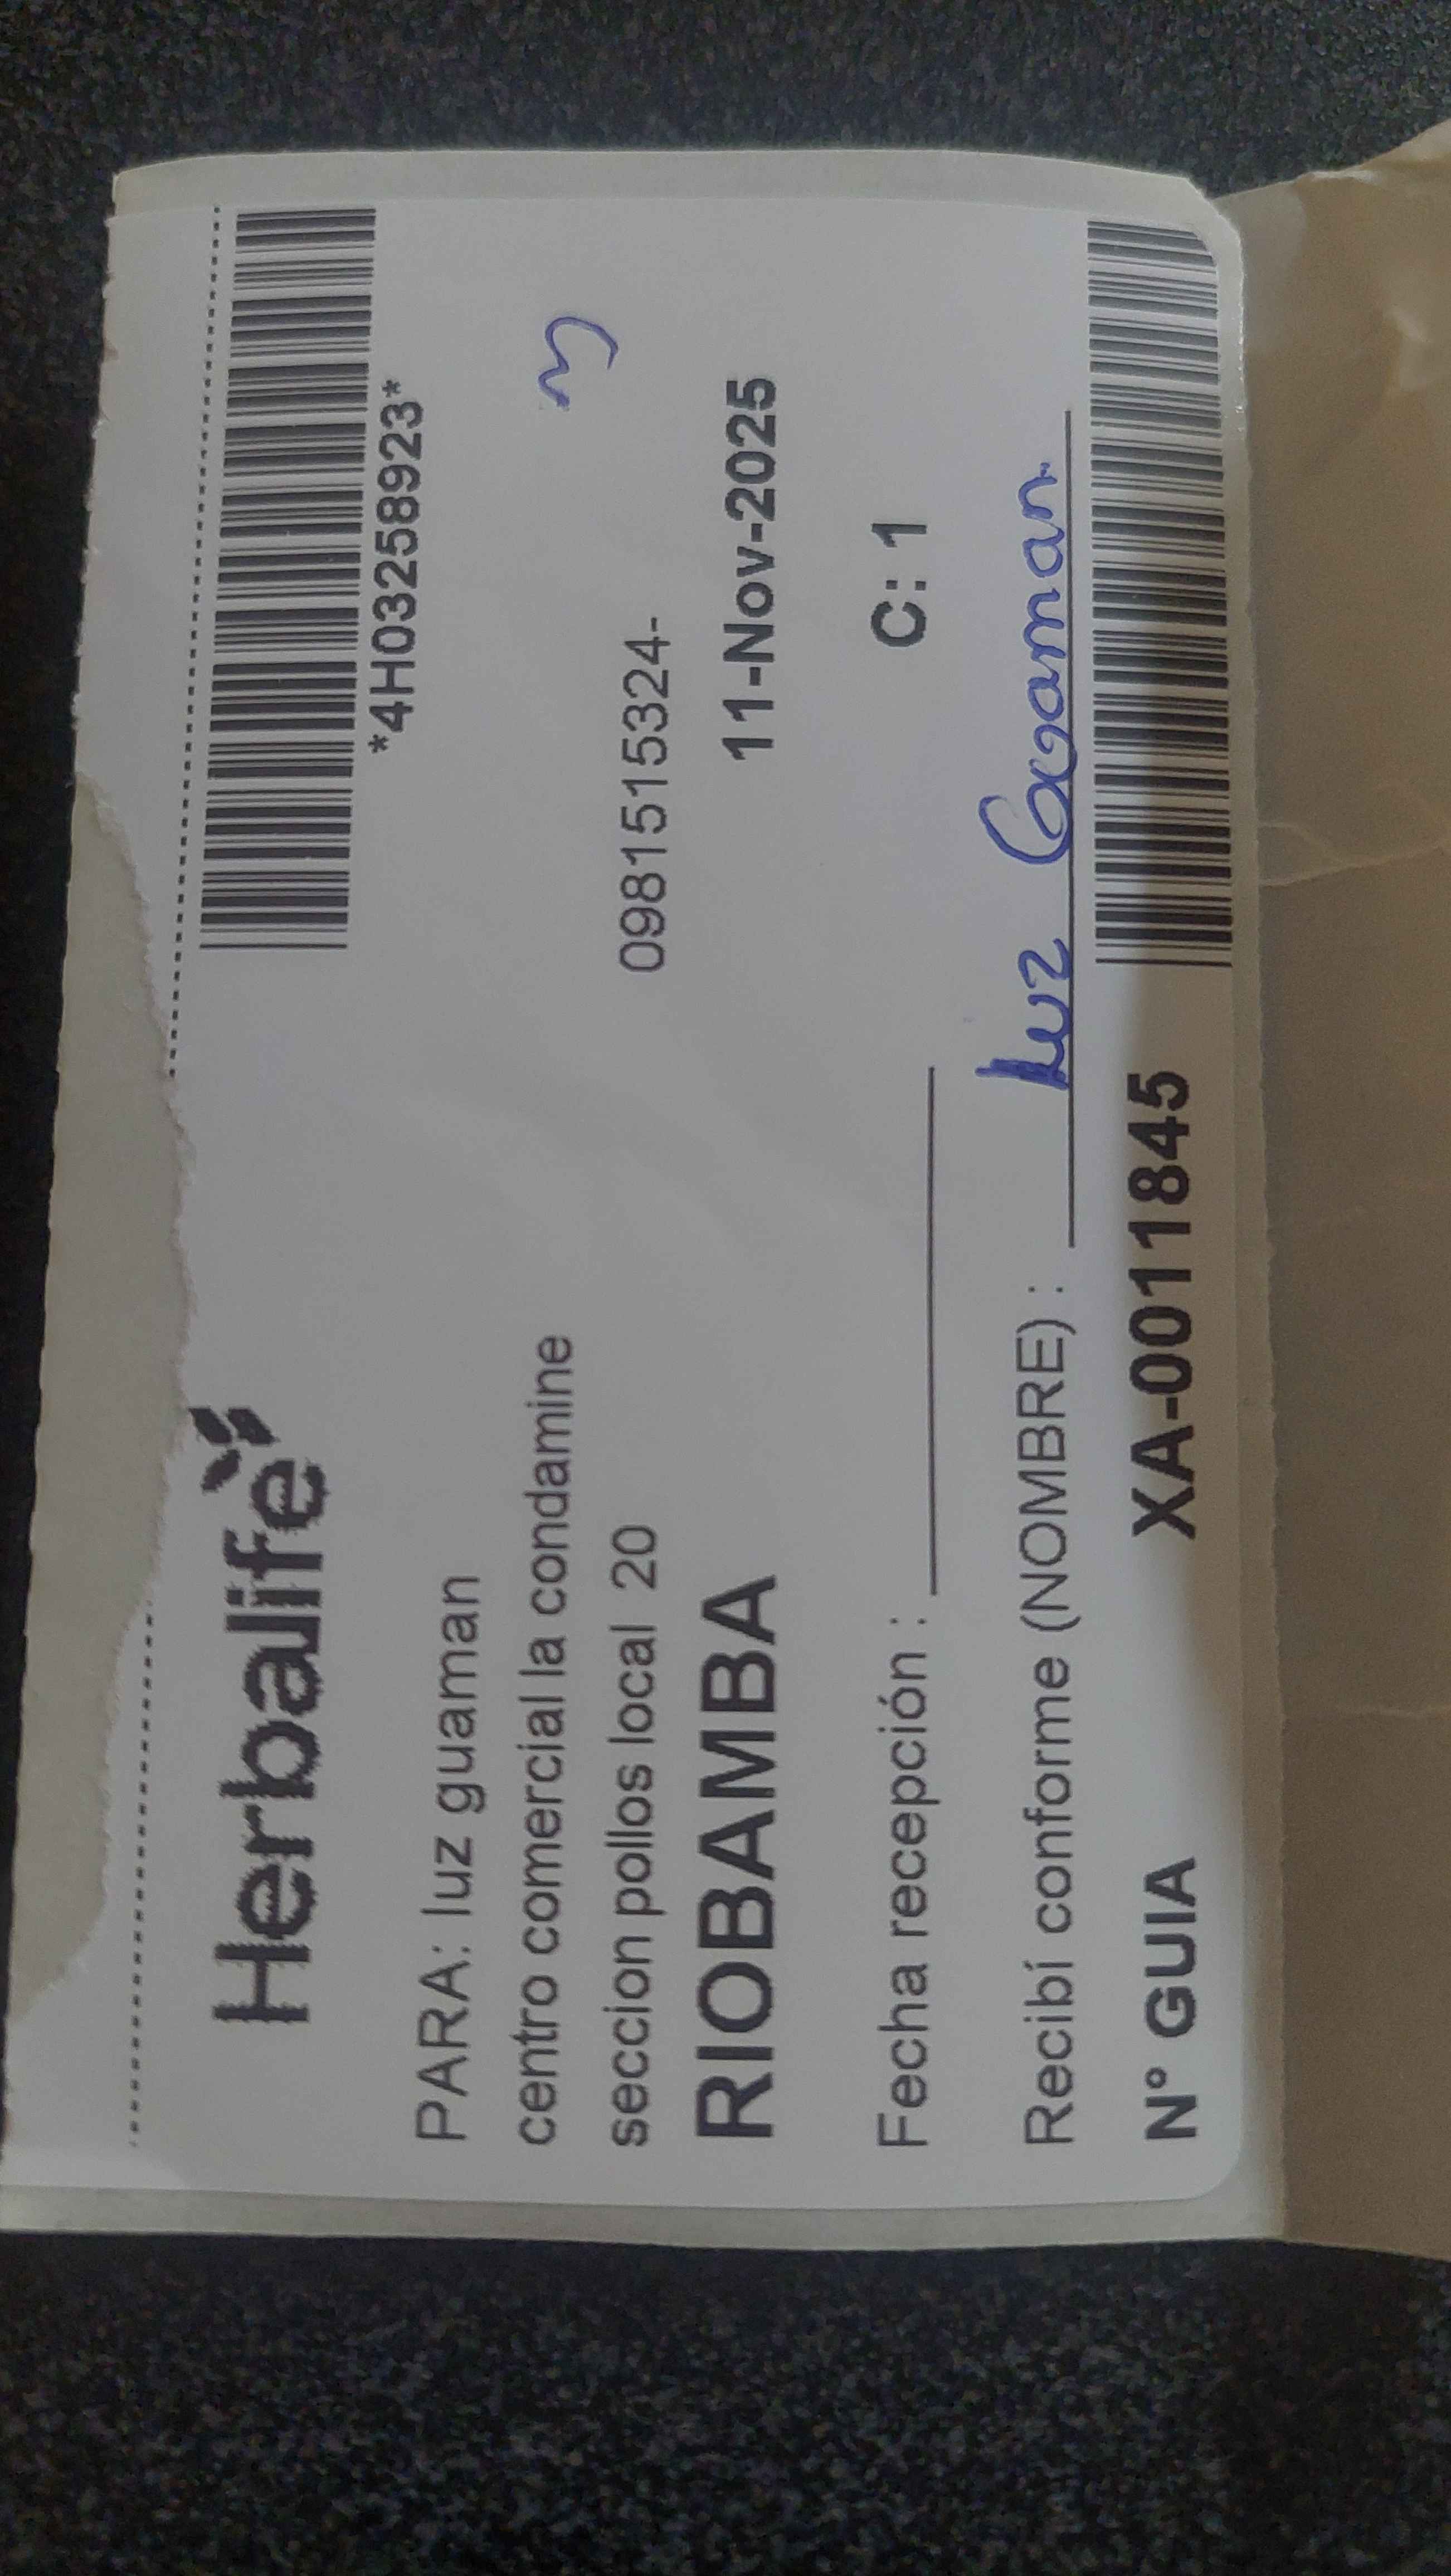 Herbalife
*4H03258923*
PARA: luz guaman
centro comercial la condamine
seccion pollos local 20
0981515324-
RIOBAMBA
11-Nov-2025
Fecha recepción :
C: 1
Recibí conforme (NOMBRE) : Luz Guaman
N° GUIA XA-0011845